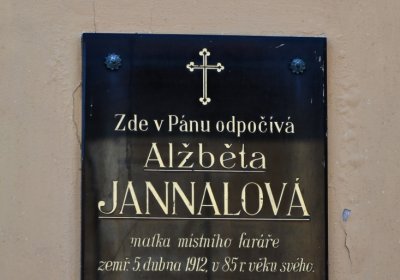 Zde v Pánu odpočívá
Alžběta
JANNALOVÁ
matka místního faráře
zemř. 5. dubna 1912, v 85 r. věku svého.